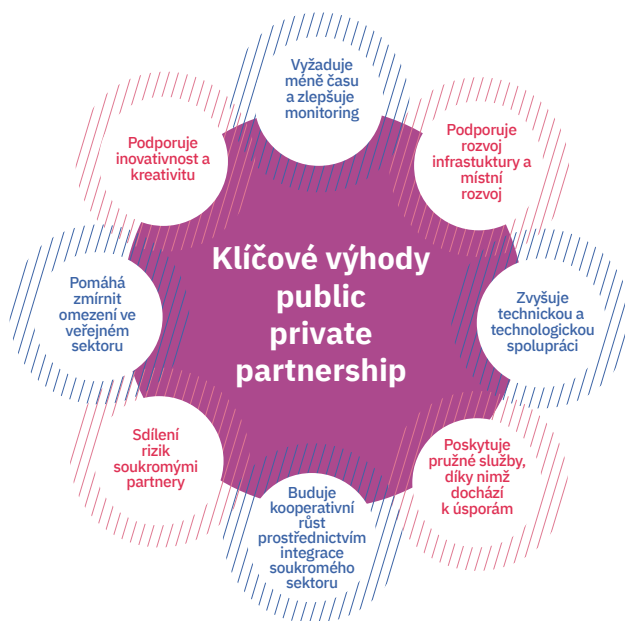 Klíčové výhody
public
private
partnership
Vyžaduje
méně času
a zlepšuje
monitoring
Podporuje
rozvoj
infrastuktury a
místní
rozvoj
Zvyšuje
technickou a
technologickou
spolupráci
Poskytuje
pružné služby,
díky nimž
dochází
k úsporám
Buduje
kooperativní
růst
prostřednictvím
integrace
soukromého
sektoru
Sdílení
rizik
soukromými
partnery
Pomáhá
zmírnit
omezení ve
veřejném
sektoru
Podporuje
inovativnost a
kreativitu